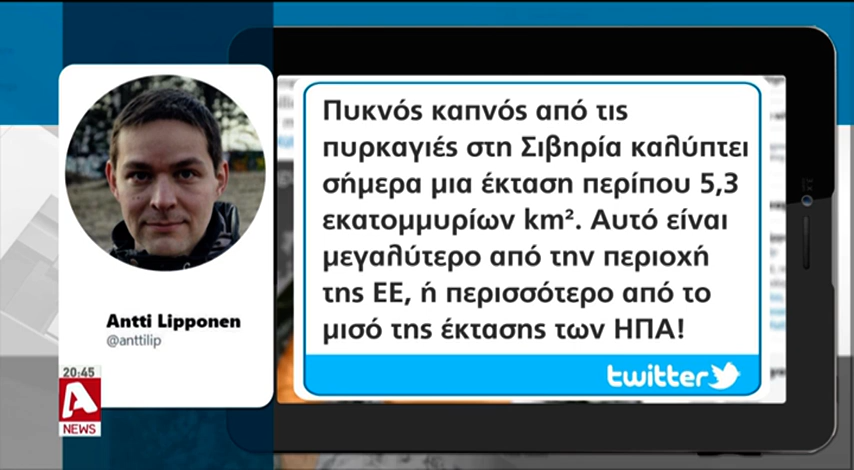 Πυκνός καπνός από τις
πυρκαγιές στη Σιβηρία καλύπτει
σήμερα μια έκταση περίπου 5,3
εκατομμυρίων km². Αυτό είναι
μεγαλύτερο από την περιοχή
της ΕΕ, ή περισσότερο από το
μισό της έκτασης των ΗΠΑ!
twitter
Antti Lipponen
@anttilip
20:45
A
NEWS